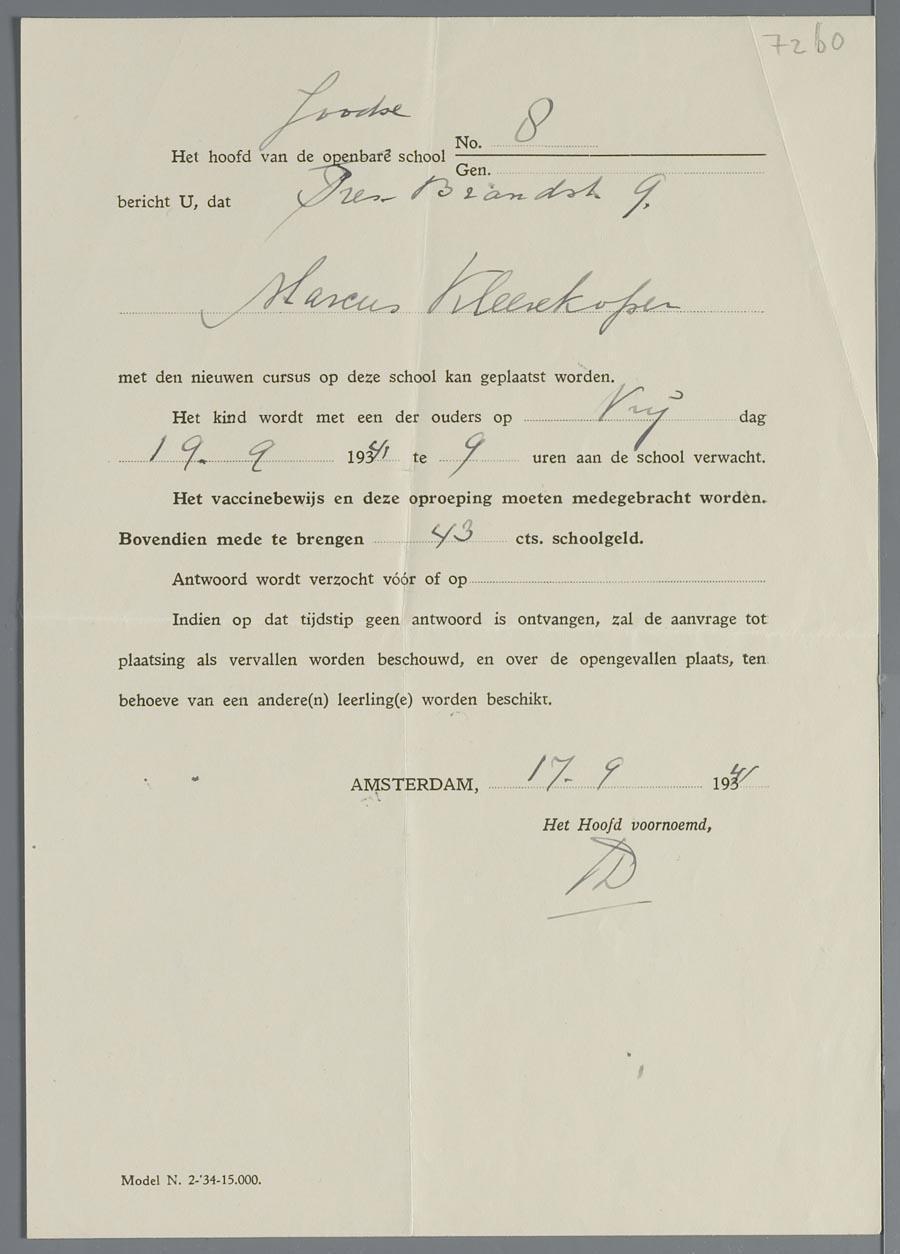 7260
Joodse
Het hoofd van de openbare school No. 8
Gen.
bericht U, dat Pres. Brandstr. 9.
Marcus Kleerekoper
met den nieuwen cursus op deze school kan geplaatst worden.
Het kind wordt met een der ouders op Vrij dag
19. 9 1941 te 9 uren aan de school verwacht.
Het vaccinebewijs en deze oproeping moeten medegebracht worden.
Bovendien mede te brengen 43 cts. schoolgeld.
Antwoord wordt verzocht vóór of op
Indien op dat tijdstip geen antwoord is ontvangen, zal de aanvrage tot
plaatsing als vervallen worden beschouwd, en over de opengevallen plaats, ten
behoeve van een andere(n) leerling(e) worden beschikt.
AMSTERDAM, 17-9 1941
Het Hoofd voornoemd,
Model N. 2-'34-15.000.